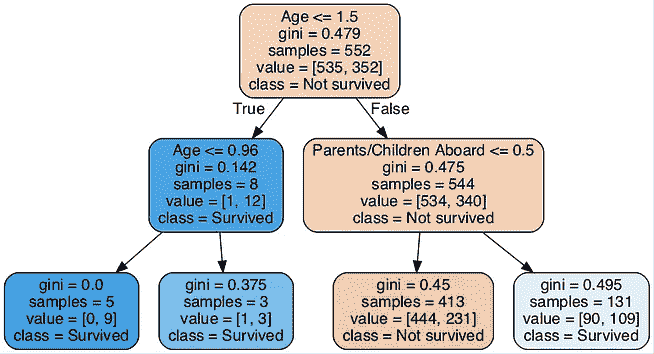 Age <= 1.5
gini = 0.479
samples = 552
value = [535, 352]
class = Not survived
True
False
Age <= 0.96
gini = 0.142
samples = 8
value = [1, 12]
class = Survived
Parents/Children Aboard <= 0.5
gini = 0.475
samples = 544
value = [534, 340]
class = Not survived
gini = 0.0
samples = 5
value = [0, 9]
class = Survived
gini = 0.375
samples = 3
value = [1, 3]
class = Survived
gini = 0.45
samples = 413
value = [444, 231]
class = Not survived
gini = 0.495
samples = 131
value = [90, 109]
class = Survived